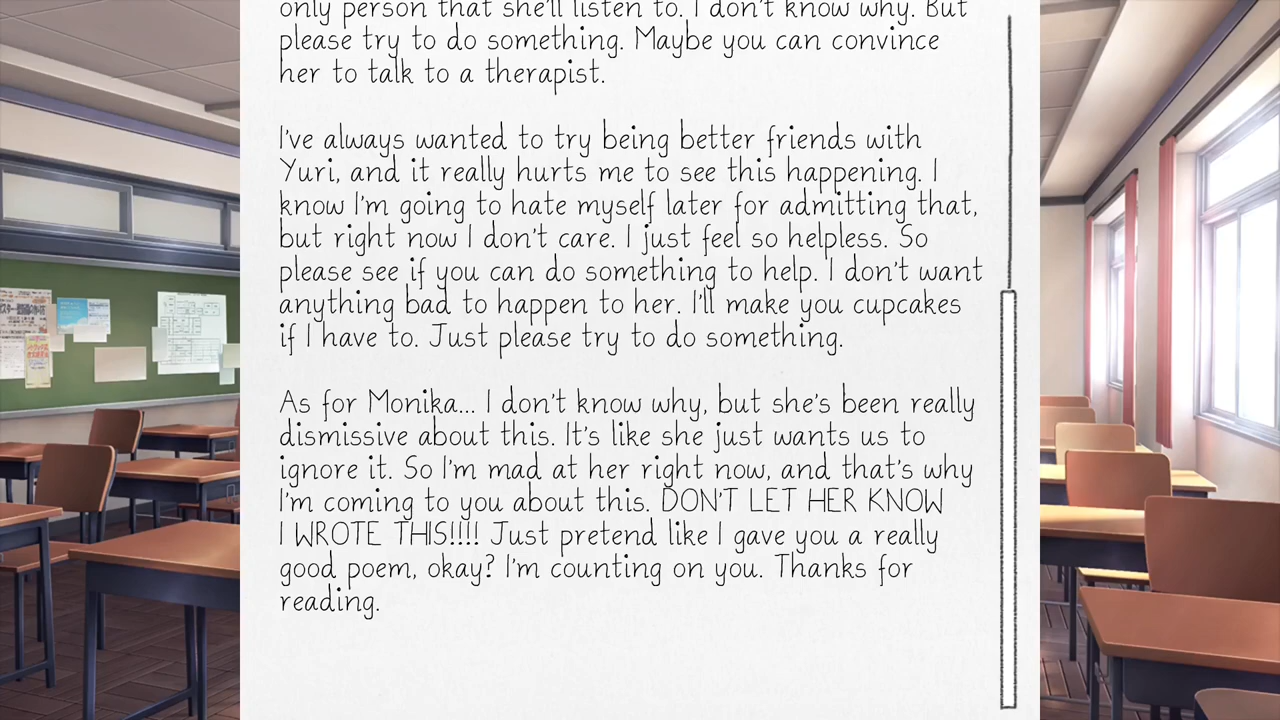 only person that she'll listen to. I don't know why. But
please try to do something. Maybe you can convince
her to talk to a therapist.
I've always wanted to try being better friends with
Yuri, and it really hurts me to see this happening. I
know I'm going to hate myself later for admitting that,
but right now I don't care. I just feel so helpless. So
please see if you can do something to help. I don't want
anything bad to happen to her. I'll make you cupcakes
if I have to. Just please try to do something.
As for Monika... I don't know why, but she's been really
dismissive about this. It's like she just wants us to
ignore it. So I'm mad at her right now, and that's why
I'm coming to you about this. DON'T LET HER KNOW
I WROTE THIS!!!! Just pretend like I gave you a really
good poem, okay? I'm counting on you. Thanks for
reading.